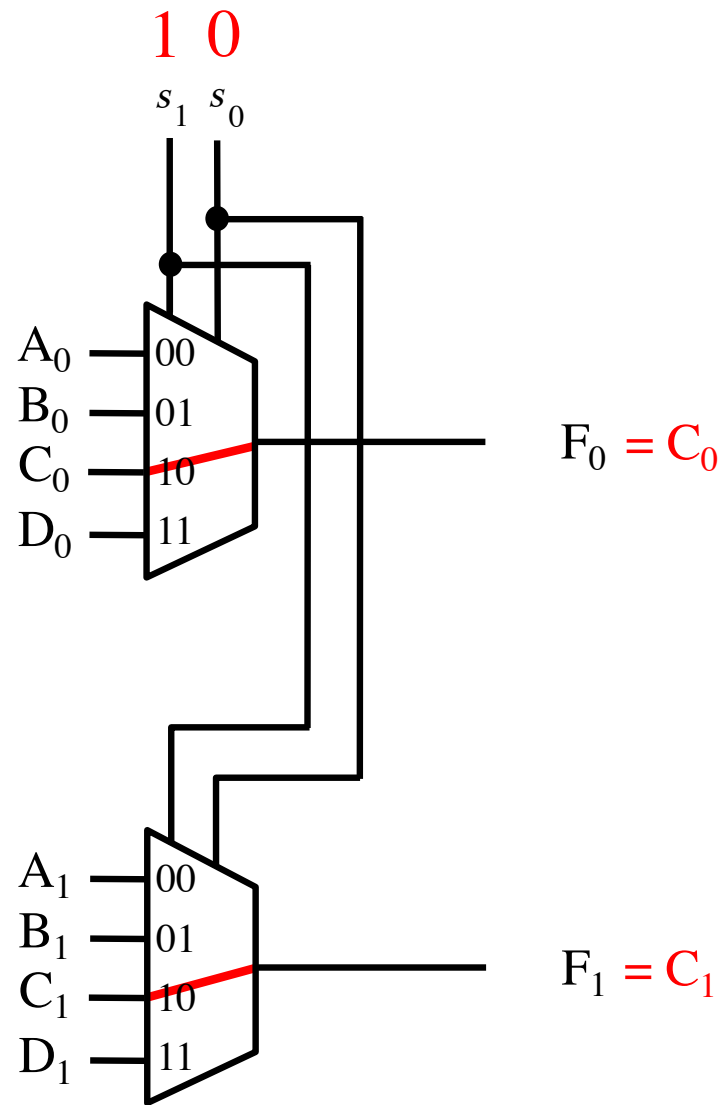 1 0
s₁ s₀
A₀ 00
B₀ 01
C₀ 10
D₀ 11
F₀ = C₀
A₁ 00
B₁ 01
C₁ 10
D₁ 11
F₁ = C₁